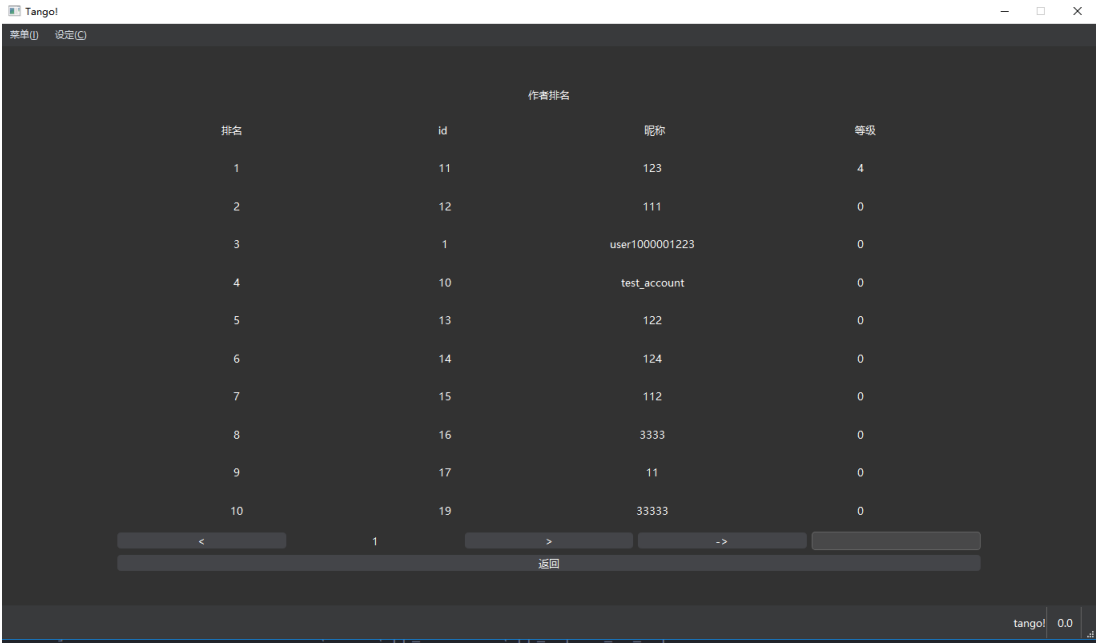 Tango!
菜单(I) 设定(C)
作者排名
排名 id 昵称 等级
1 11 123 4
2 12 111 0
3 1 user1000001223 0
4 10 test_account 0
5 13 122 0
6 14 124 0
7 15 112 0
8 16 3333 0
9 17 11 0
10 19 33333 0
< 1 > ->
返回
tango! 0.0